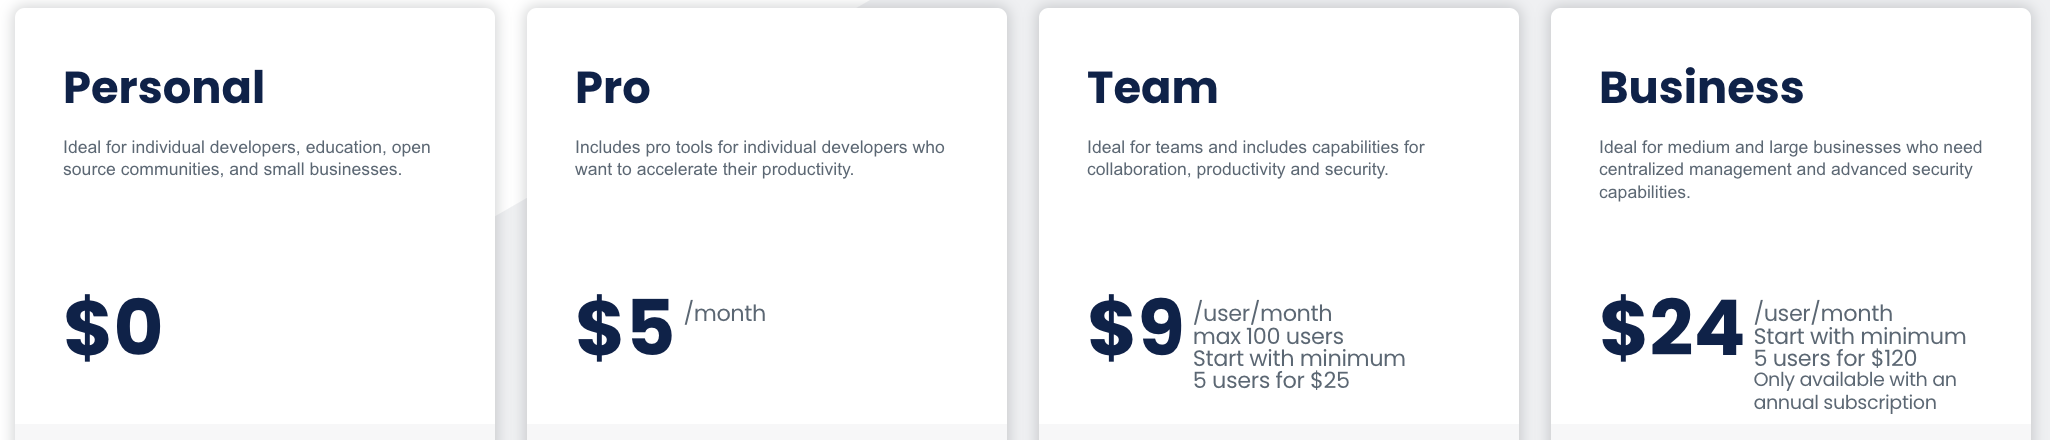 Personal
Ideal for individual developers, education, open
source communities, and small businesses.
$0
Pro
Includes pro tools for individual developers who
want to accelerate their productivity.
$5 /month
Team
Ideal for teams and includes capabilities for
collaboration, productivity and security.
$9 /user/month
max 100 users
Start with minimum
5 users for $25
Business
Ideal for medium and large businesses who need
centralized management and advanced security
capabilities.
$24 /user/month
Start with minimum
5 users for $120
Only available with an
annual subscription